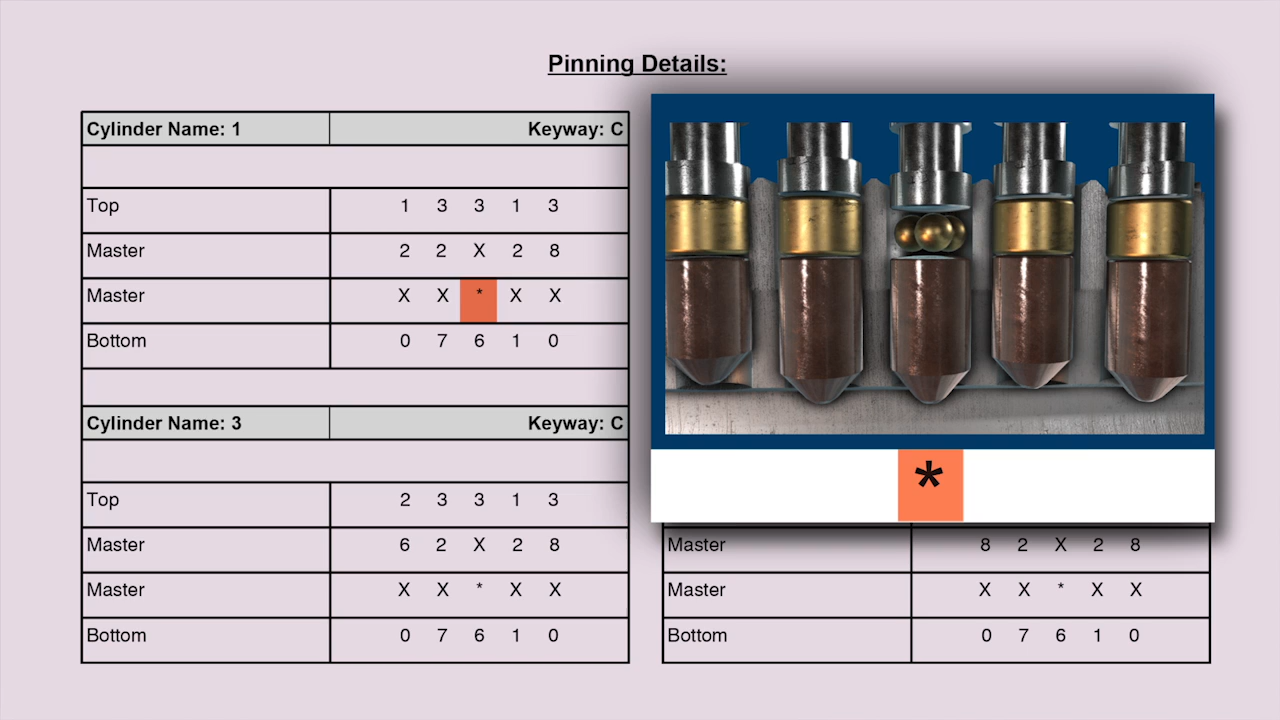 Pinning Details:
Cylinder Name: 1 Keyway: C
Top 1 3 3 1 3
Master 2 2 X 2 8
Master X X * X X
Bottom 0 7 6 1 0
Cylinder Name: 3 Keyway: C
Top 2 3 3 1 3
Master 6 2 X 2 8
Master X X * X X
Bottom 0 7 6 1 0
*
Master 8 2 X 2 8
Master X X * X X
Bottom 0 7 6 1 0